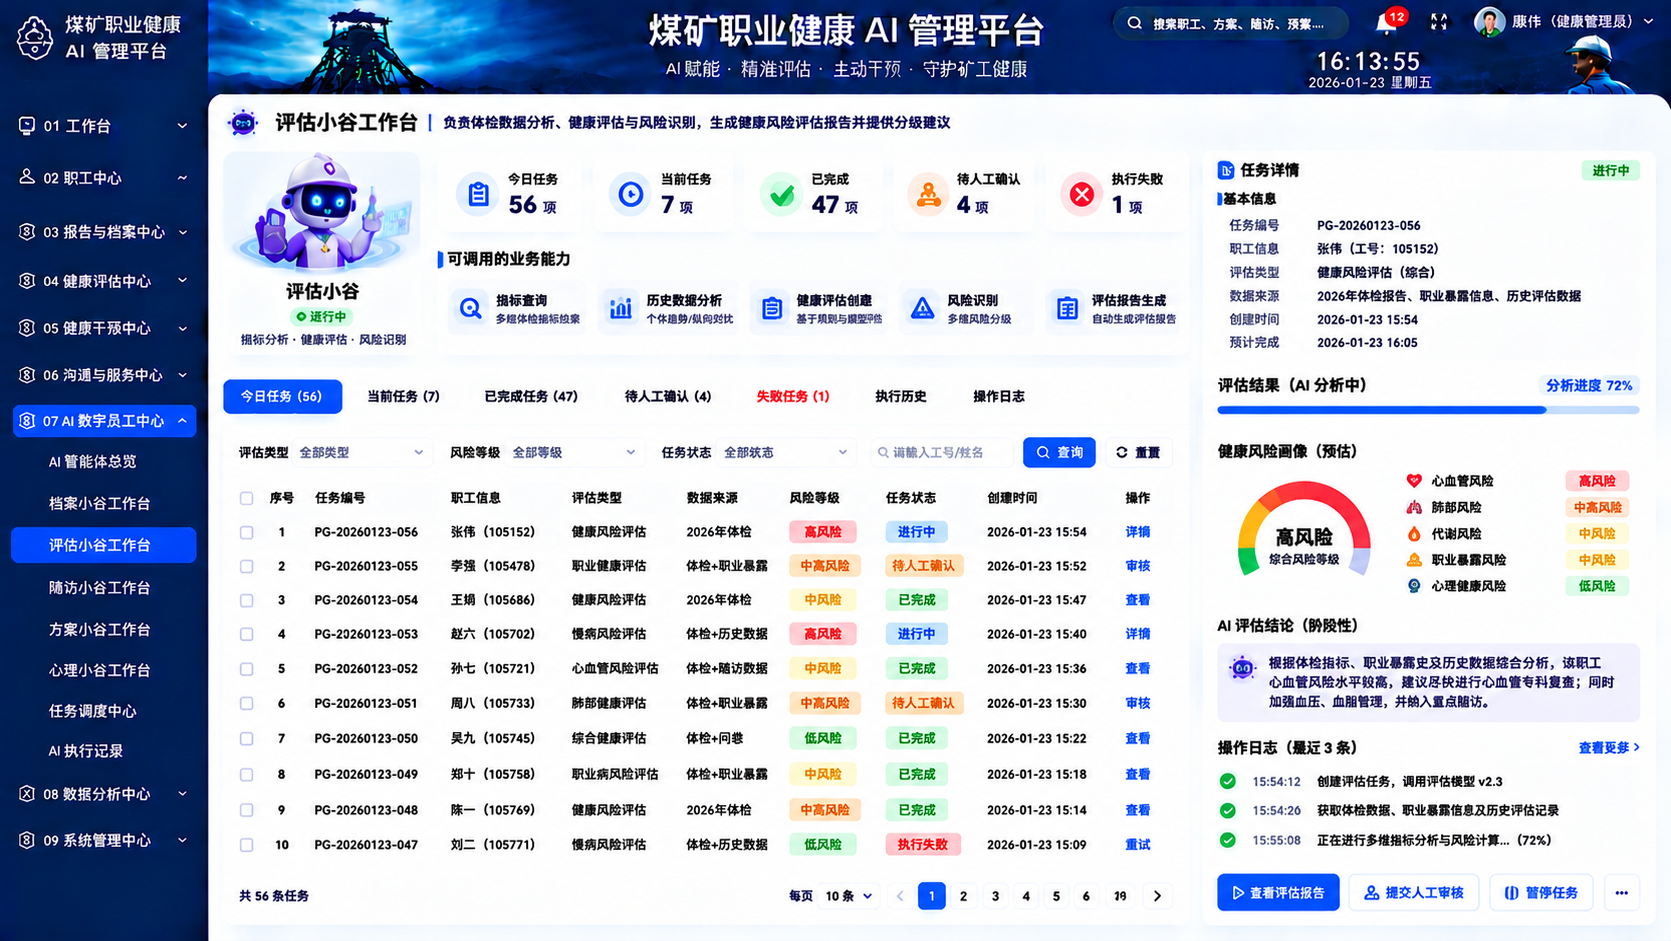 煤矿职业健康
AI 管理平台
煤矿职业健康 AI 管理平台
AI 赋能 · 精准评估 · 主动干预 · 守护矿工健康
搜索职工、方案、随访、预案....
12
康伟（健康管理员）
16:13:55
2026-01-23 星期五
01 工作台
02 职工中心
03 报告与档案中心
04 健康评估中心
05 健康干预中心
06 沟通与服务中心
07 AI 数字员工中心
AI 智能体总览
档案小谷工作台
评估小谷工作台
随访小谷工作台
方案小谷工作台
心理小谷工作台
任务调度中心
AI 执行记录
08 数据分析中心
09 系统管理中心
评估小谷工作台
负责体检数据分析、健康评估与风险识别，生成健康风险评估报告并提供分级建议
评估小谷
进行中
指标分析 · 健康评估 · 风险识别
今日任务
56 项
当前任务
7 项
已完成
47 项
待人工确认
4 项
执行失败
1 项
可调用的业务能力
指标查询
多维体检指标检索
历史数据分析
个体趋势/纵向对比
健康评估创建
基于规则与模型评估
风险识别
多维风险分级
评估报告生成
自动生成评估报告
今日任务 (56)
当前任务 (7)
已完成任务 (47)
待人工确认 (4)
失败任务 (1)
执行历史
操作日志
评估类型 全部类型
风险等级 全部等级
任务状态 全部状态
请输入工号/姓名
查询
重置
序号 任务编号 职工信息 评估类型 数据来源 风险等级 任务状态 创建时间 操作
1 PG-20260123-056 张伟（105152） 健康风险评估 2026年体检 高风险 进行中 2026-01-23 15:54 详情
2 PG-20260123-055 李强（105478） 职业健康评估 体检+职业暴露 中高风险 待人工确认 2026-01-23 15:52 审核
3 PG-20260123-054 王娟（105686） 健康风险评估 2026年体检 中风险 已完成 2026-01-23 15:47 查看
4 PG-20260123-053 赵六（105702） 慢病风险评估 体检+历史数据 高风险 进行中 2026-01-23 15:40 详情
5 PG-20260123-052 孙七（105721） 心血管风险评估 体检+随访数据 中风险 已完成 2026-01-23 15:36 查看
6 PG-20260123-051 周八（105733） 肺部健康评估 体检+职业暴露 中高风险 待人工确认 2026-01-23 15:30 审核
7 PG-20260123-050 吴九（105745） 综合健康评估 体检+问卷 低风险 已完成 2026-01-23 15:22 查看
8 PG-20260123-049 郑十（105758） 职业病风险评估 体检+职业暴露 中风险 已完成 2026-01-23 15:18 查看
9 PG-20260123-048 陈一（105769） 健康风险评估 2026年体检 中高风险 已完成 2026-01-23 15:14 查看
10 PG-20260123-047 刘二（105771） 慢病风险评估 体检+历史数据 低风险 执行失败 2026-01-23 15:09 重试
共 56 条任务
每页 10 条 1 2 3 4 5 6
任务详情
进行中
基本信息
任务编号 PG-20260123-056
职工信息 张伟（工号：105152）
评估类型 健康风险评估（综合）
数据来源 2026年体检报告、职业暴露信息、历史评估数据
创建时间 2026-01-23 15:54
预计完成 2026-01-23 16:05
评估结果（AI 分析中）
分析进度 72%
健康风险画像（预估）
高风险
综合风险等级
心血管风险 高风险
肺部风险 中高风险
代谢风险 中风险
职业暴露风险 中风险
心理健康风险 低风险
AI 评估结论（阶段性）
根据体检指标、职业暴露史及历史数据综合分析，该职工
心血管风险水平较高，建议尽快进行心血管专科复查；同时
加强血压、血脂管理，并纳入重点随访。
操作日志（最近 3 条）
查看更多
15:54:12 创建评估任务，调用评估模型 v2.3
15:54:26 获取体检数据、职业暴露信息及历史评估记录
15:55:08 正在进行多维指标分析与风险计算...（72%）
查看评估报告
提交人工审核
暂停任务